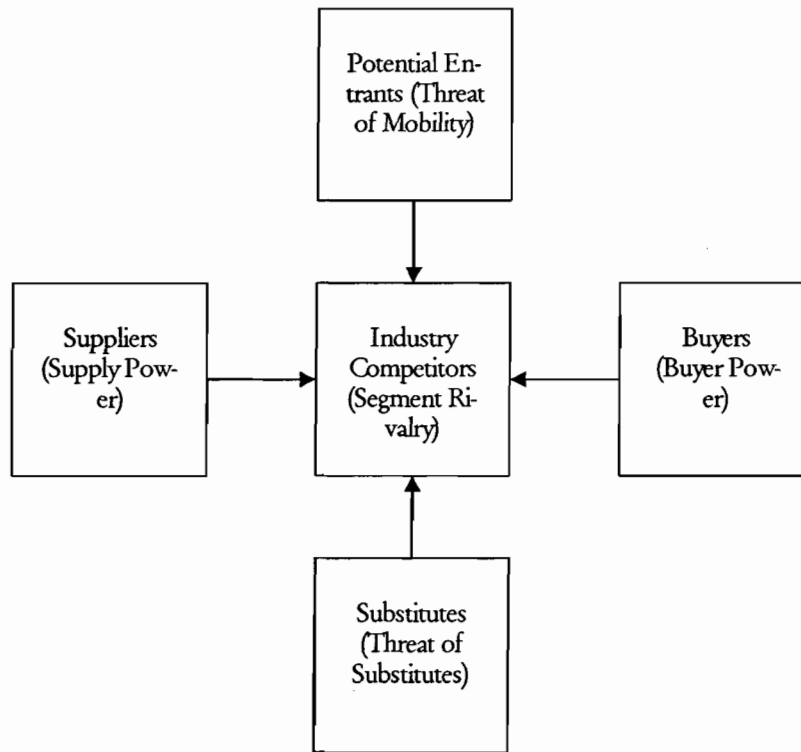 Potential En-
trants (Threat
of Mobility)
Suppliers
(Supply Pow-
er)
Industry
Competitors
(Segment Ri-
valry)
Buyers
(Buyer Pow-
er)
Substitutes
(Threat of
Substitutes)